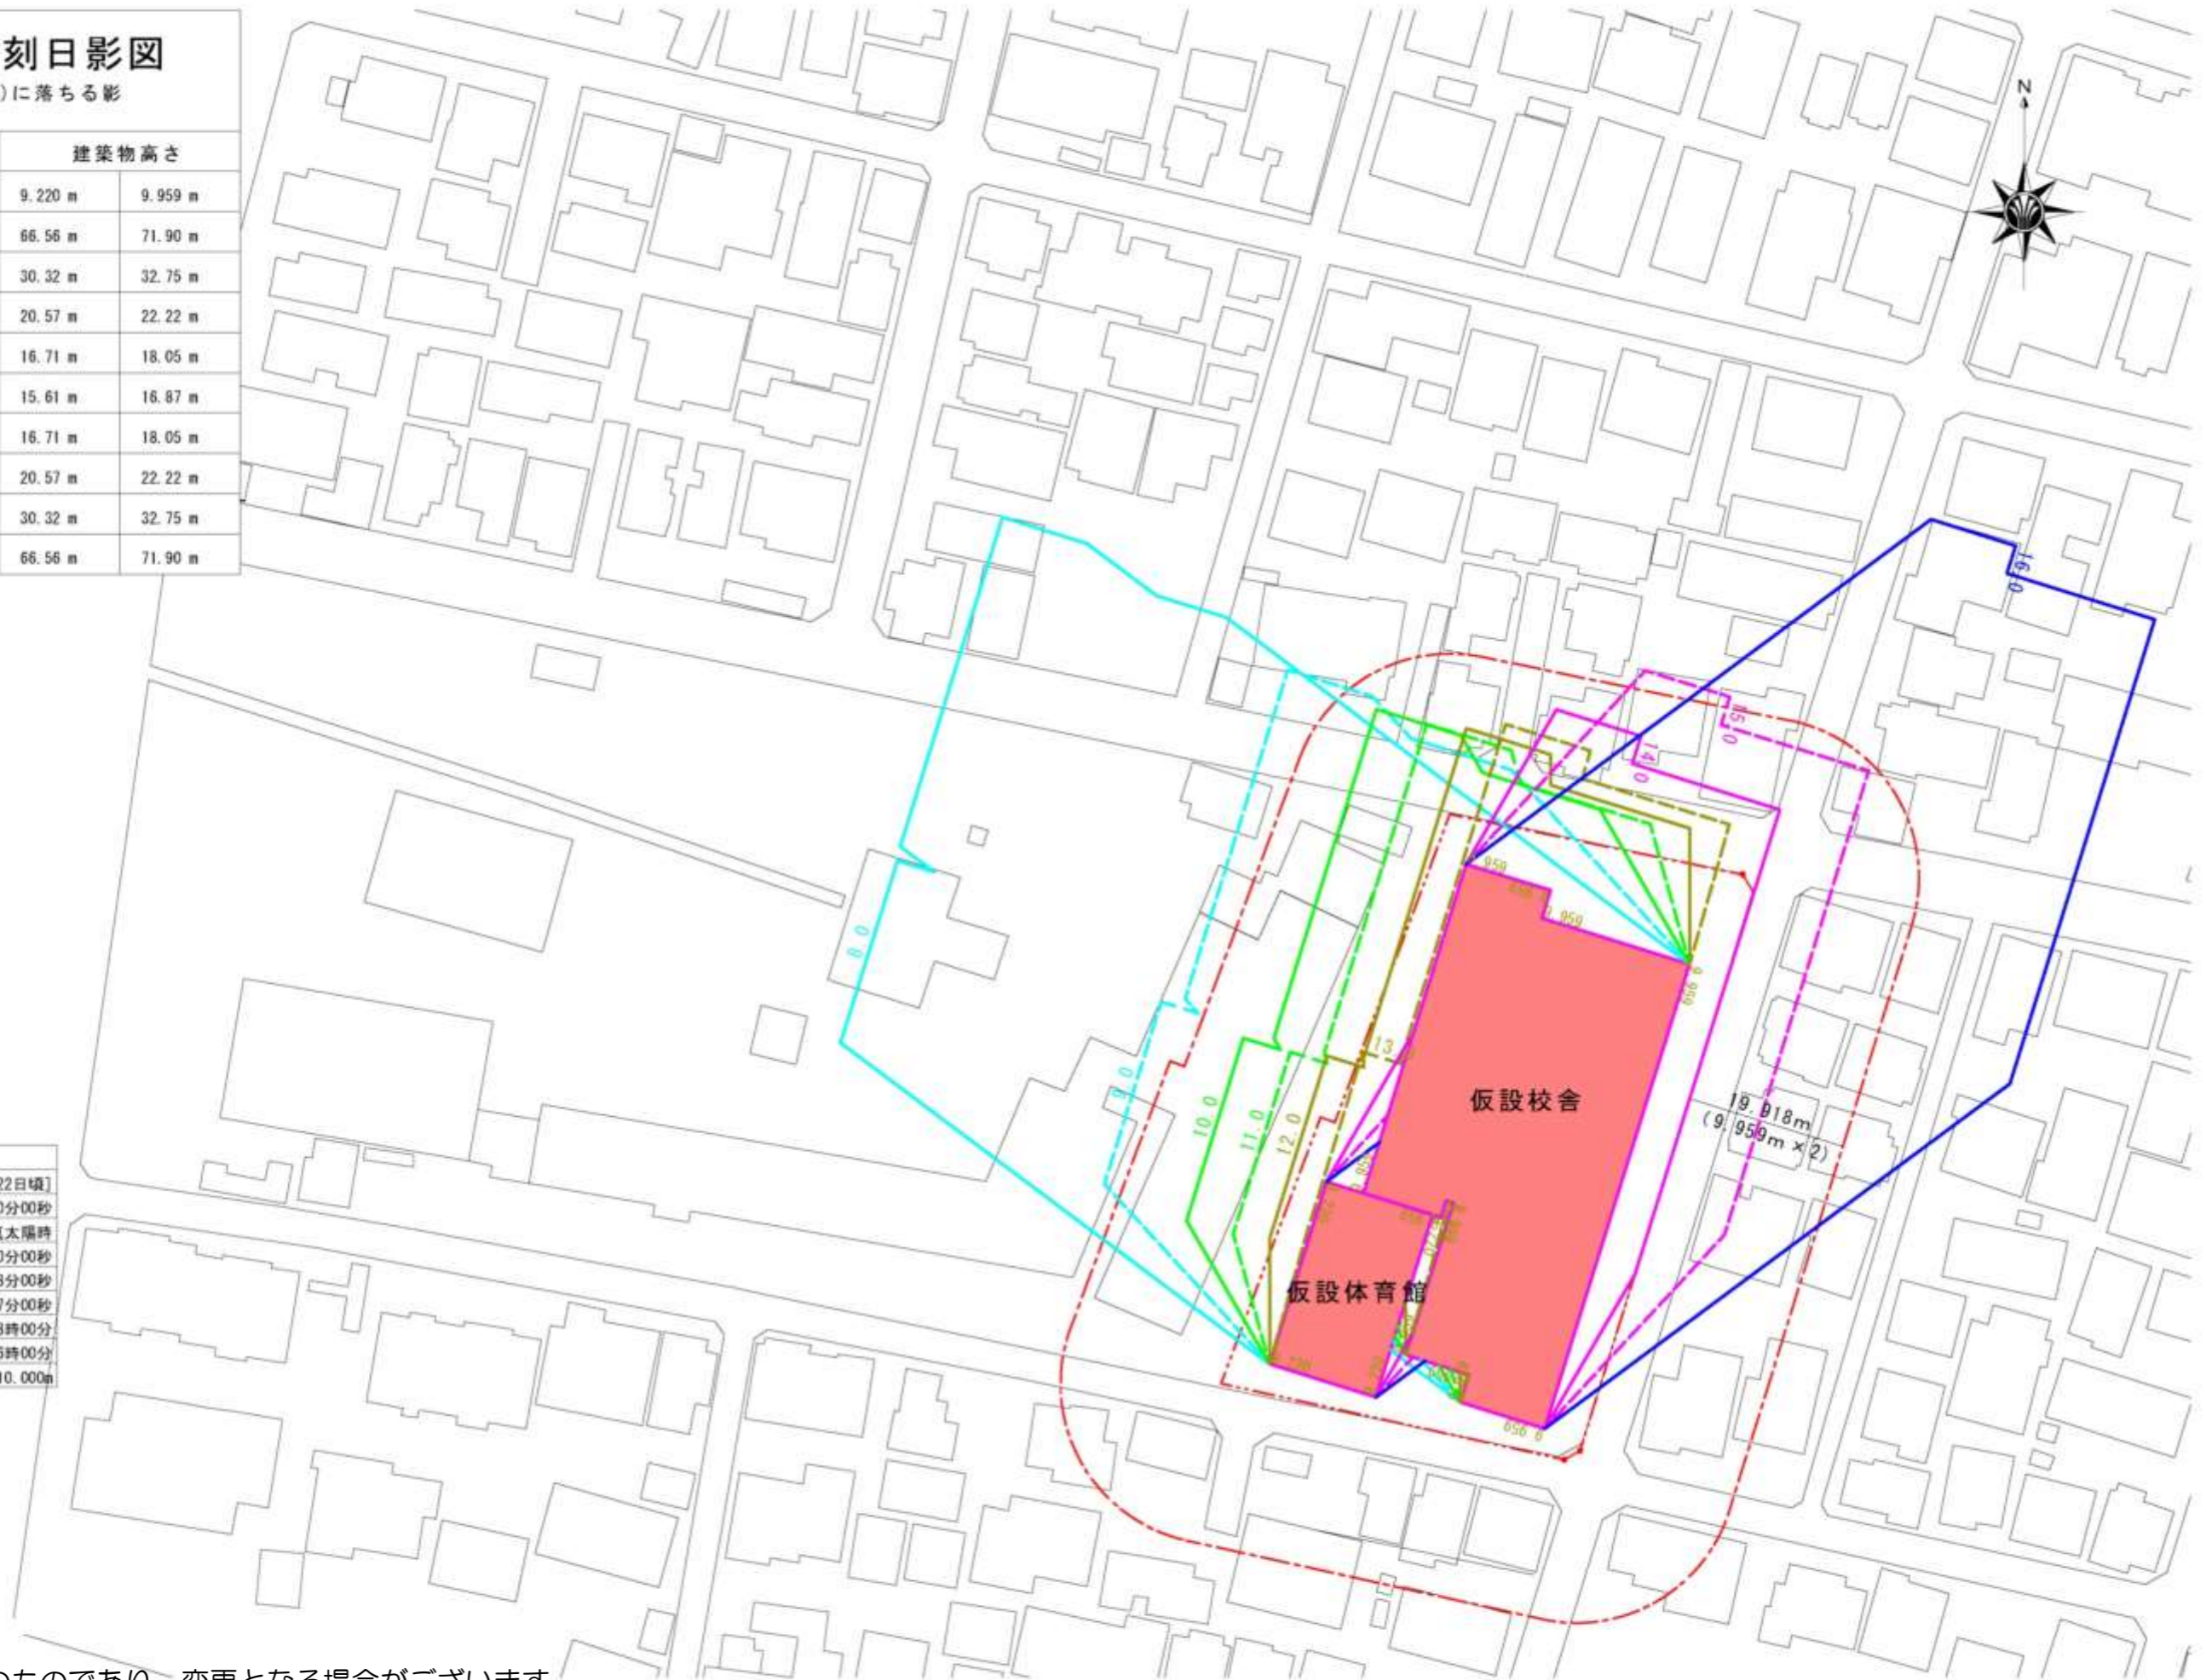 刻日影図
)に落ちる影
建築物高さ
9.220 m 9.959 m
66.56 m 71.90 m
30.32 m 32.75 m
20.57 m 22.22 m
16.71 m 18.05 m
15.61 m 16.87 m
16.71 m 18.05 m
20.57 m 22.22 m
30.32 m 32.75 m
66.56 m 71.90 m
N
16.0
15.0
14.0
959
9.959
9.959
8.0
9.0
10.0
11.0
12.0
13.
仮設校舎
19.918m
(9.959m×2)
仮設体育館
9.959
22日頃]
0分00秒
太陽時
0分00秒
分00秒
7分00秒
時00分
時00分
10.000m
のものであり、変更となる場合がございます